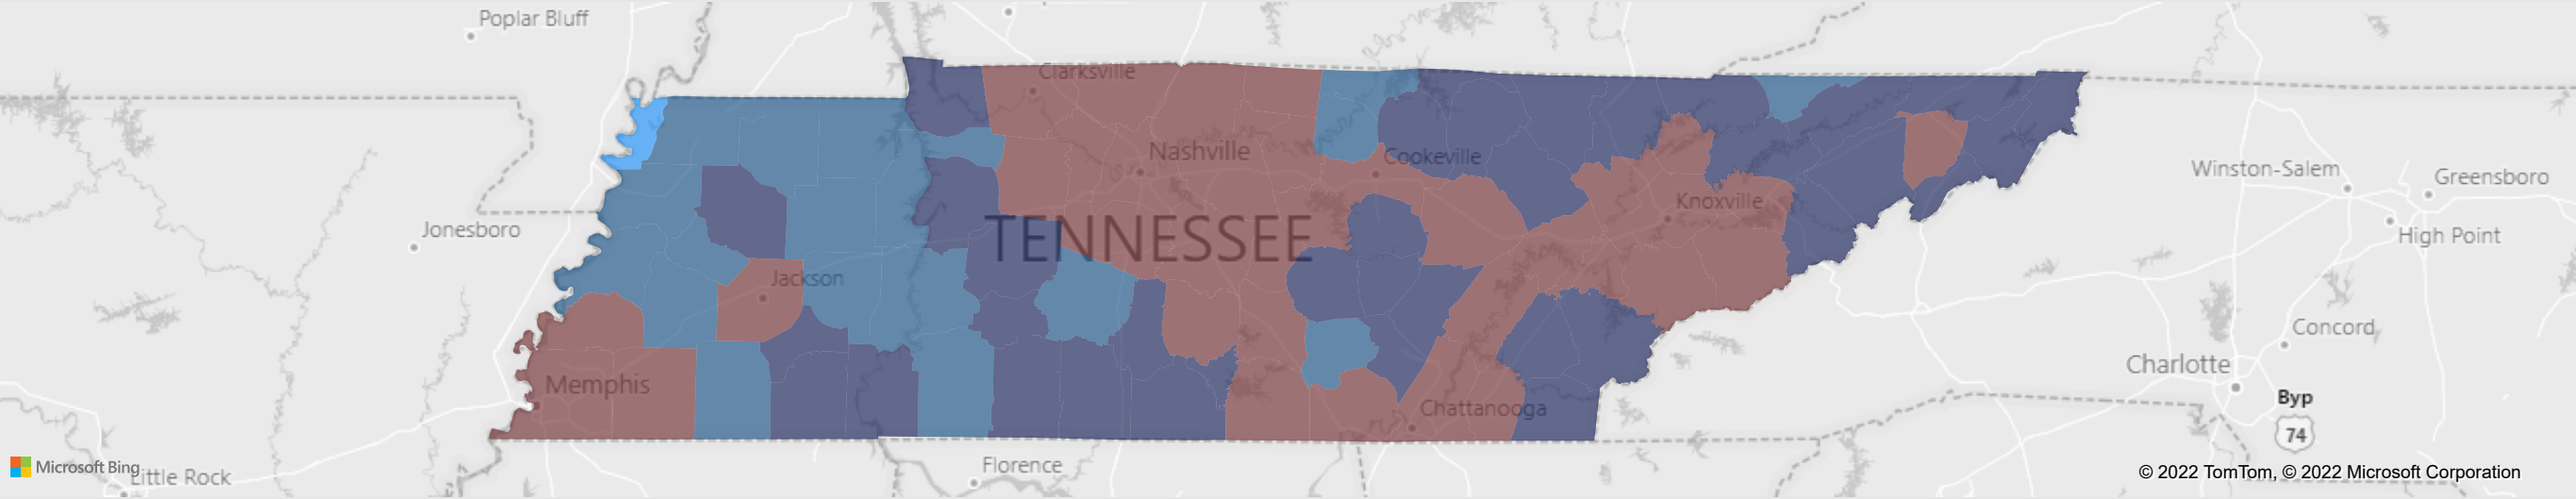 Poplar Bluff
Clarksville
Nashville
Cookeville
Winston-Salem
Greensboro
Knoxville
Jonesboro
TENNESSEE
High Point
Jackson
Concord
Charlotte
Memphis
Chattanooga
Byp
74
Florence
Microsoft Bing
Little Rock
© 2022 TomTom, © 2022 Microsoft Corporation